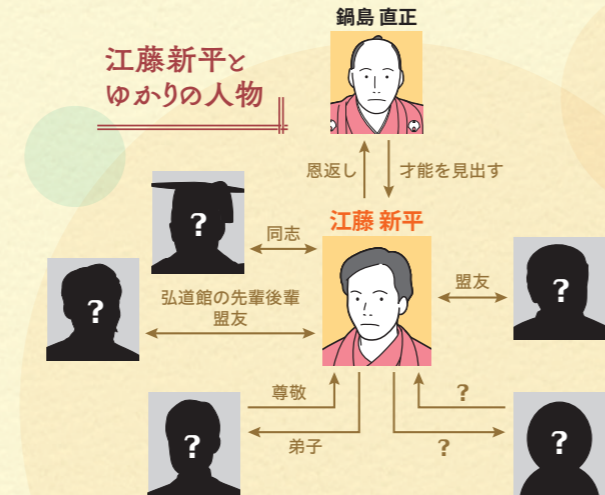 鍋島 直正
江藤新平と
ゆかりの人物
恩返し
才能を見出す
江藤 新平
?
同志
?
弘道館の先輩後輩
盟友
盟友
?
?
尊敬
弟子
?
?
?